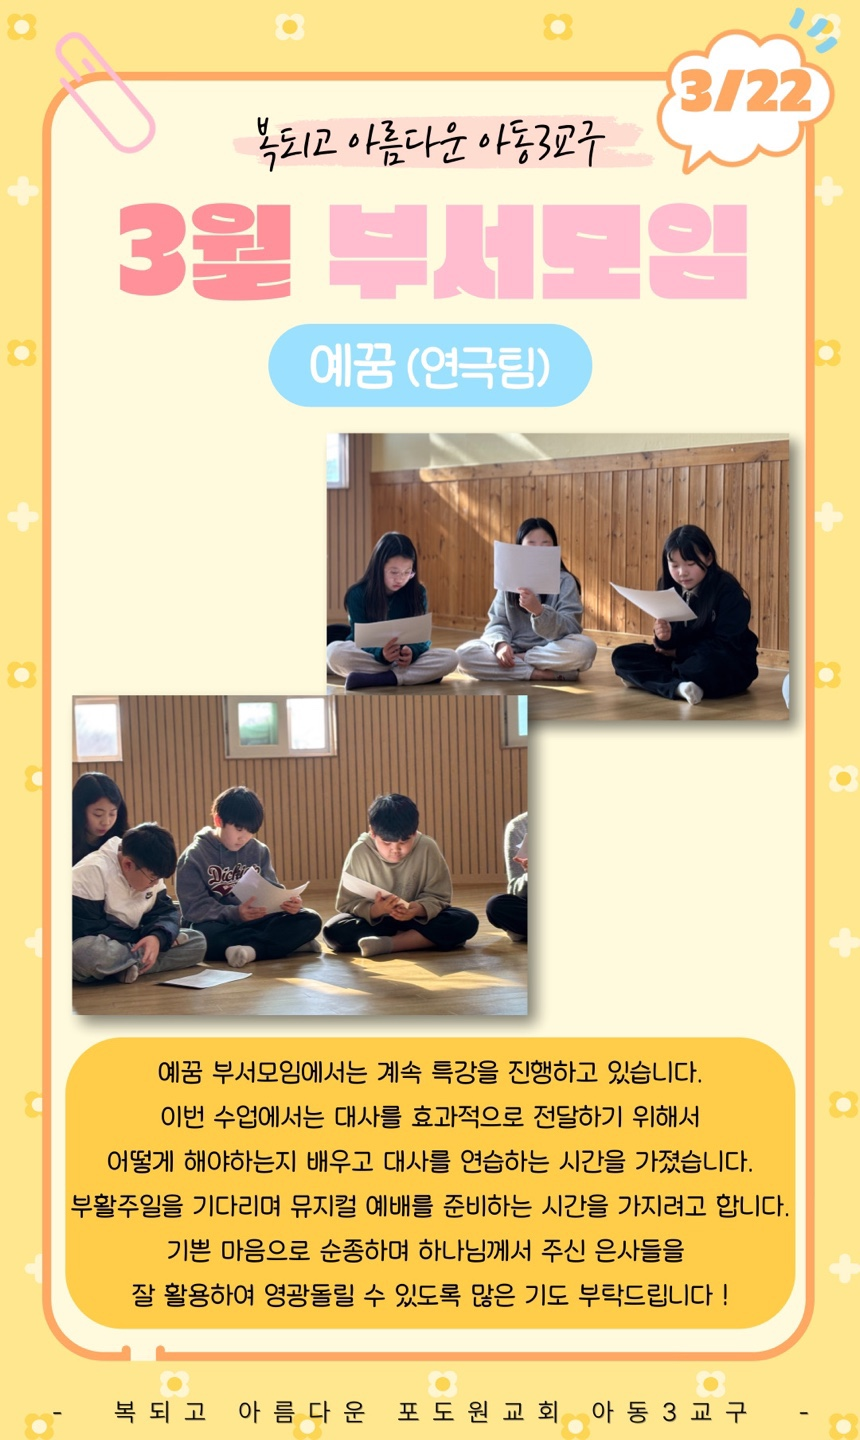 3/22
복되고 아름다운 아동3교구
3월 부서모임
예꿈 (연극팀)
Dickies
예꿈 부서모임에서는 계속 특강을 진행하고 있습니다.
이번 수업에서는 대사를 효과적으로 전달하기 위해서
어떻게 해야하는지 배우고 대사를 연습하는 시간을 가졌습니다.
부활주일을 기다리며 뮤지컬 예배를 준비하는 시간을 가지려고 합니다.
기쁜 마음으로 순종하며 하나님께서 주신 은사들을
잘 활용하여 영광돌릴 수 있도록 많은 기도 부탁드립니다 !
- 복되고 아름다운 포도원교회 아동3교구 -